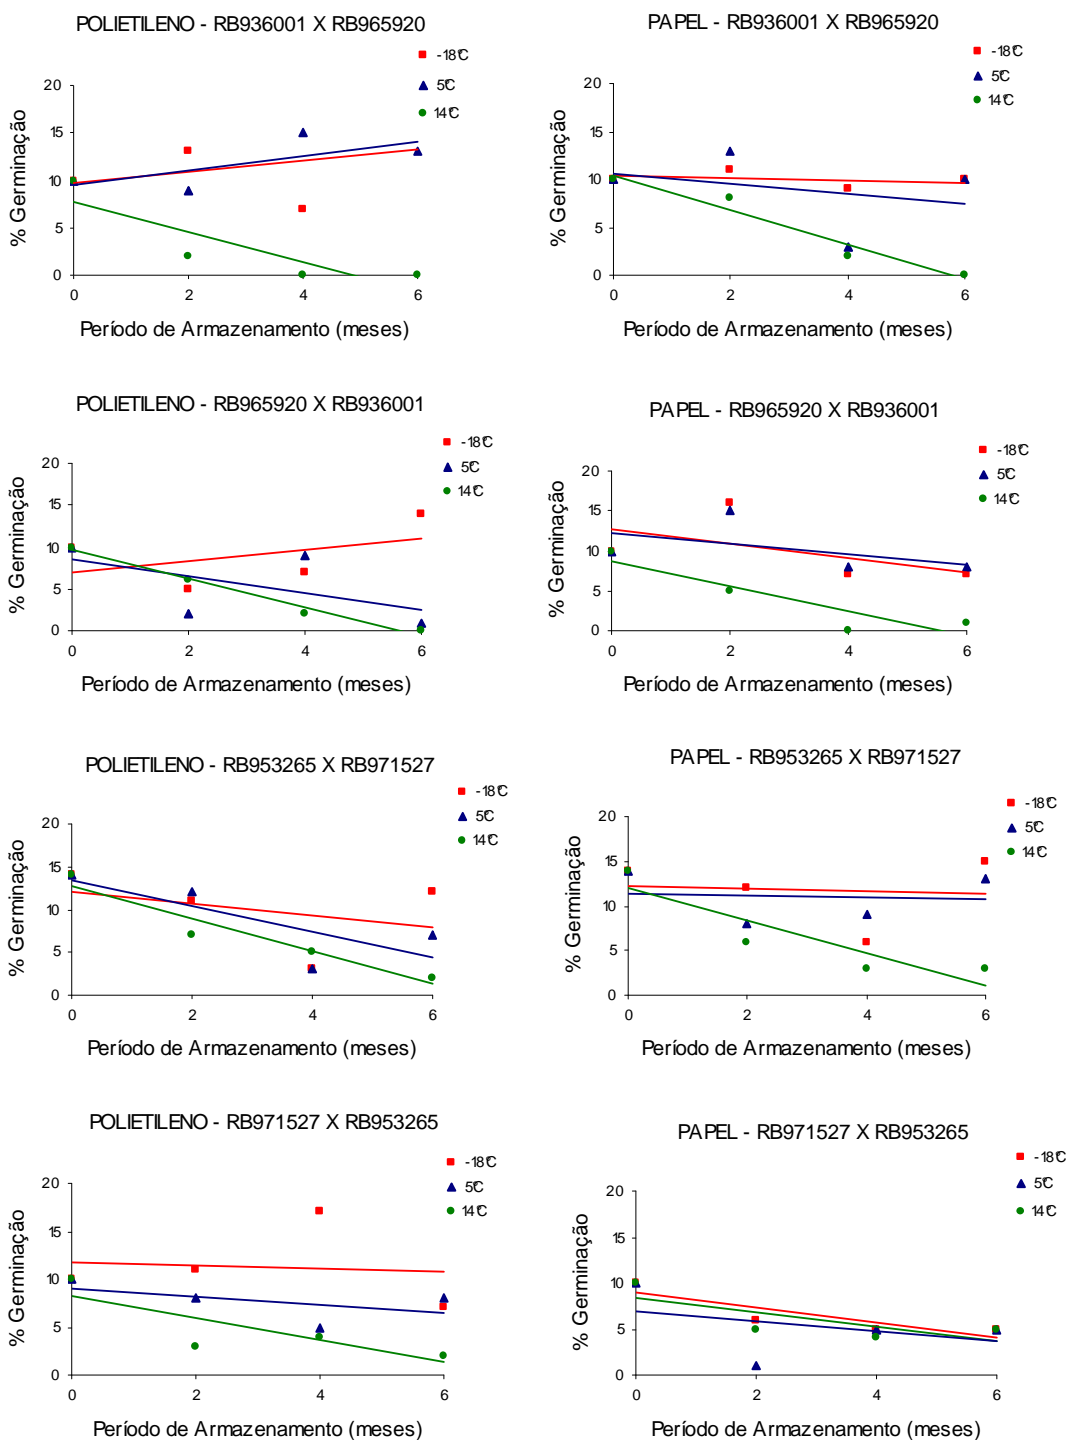 POLIETILENO - RB936001 X RB965920
-18ºC
5ºC
14ºC
% Germinação
20
15
10
5
0
0 2 4 6
Período de Armazenamento (meses)
PAPEL - RB936001 X RB965920
-18ºC
5ºC
14ºC
% Germinação
20
15
10
5
0
0 2 4 6
Período de Armazenamento (meses)
POLIETILENO - RB965920 X RB936001
-18ºC
5ºC
14ºC
% Germinação
20
15
10
5
0
0 2 4 6
Período de Armazenamento (meses)
PAPEL - RB965920 X RB936001
-18ºC
5ºC
14ºC
% Germinação
20
15
10
5
0
0 2 4 6
Período de Armazenamento (meses)
POLIETILENO - RB953265 X RB971527
-18ºC
5ºC
14ºC
% Germinação
20
15
10
5
0
0 2 4 6
Período de Armazenamento (meses)
PAPEL - RB953265 X RB971527
-18ºC
5ºC
14ºC
% Germinação
20
15
10
5
0
0 2 4 6
Período de Armazenamento (meses)
POLIETILENO - RB971527 X RB953265
-18ºC
5ºC
14ºC
% Germinação
20
15
10
5
0
0 2 4 6
Período de Armazenamento (meses)
PAPEL - RB971527 X RB953265
-18ºC
5ºC
14ºC
% Germinação
20
15
10
5
0
0 2 4 6
Período de Armazenamento (meses)